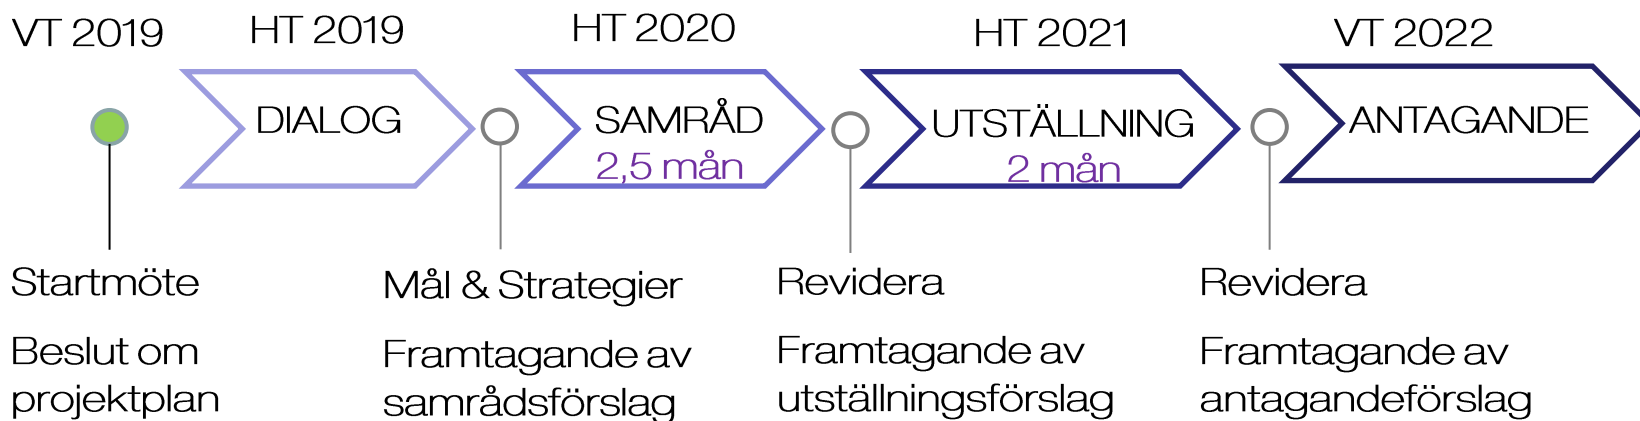 VT 2019
HT 2019
HT 2020
HT 2021
VT 2022
DIALOG
SAMRÅD
2,5 mån
UTSTÄLLNING
2 mån
ANTAGANDE
Startmöte
Beslut om
projektplan
Mål & Strategier
Framtagande av
samrådsförslag
Revidera
Framtagande av
utställningsförslag
Revidera
Framtagande av
antagandeförslag